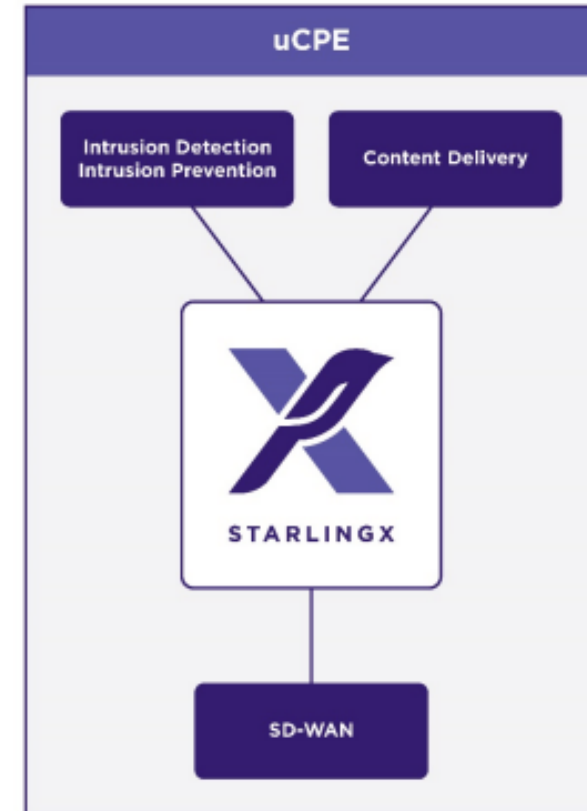 uCPE
Intrusion Detection
Intrusion Prevention
Content Delivery
STARLINGX
SD-WAN